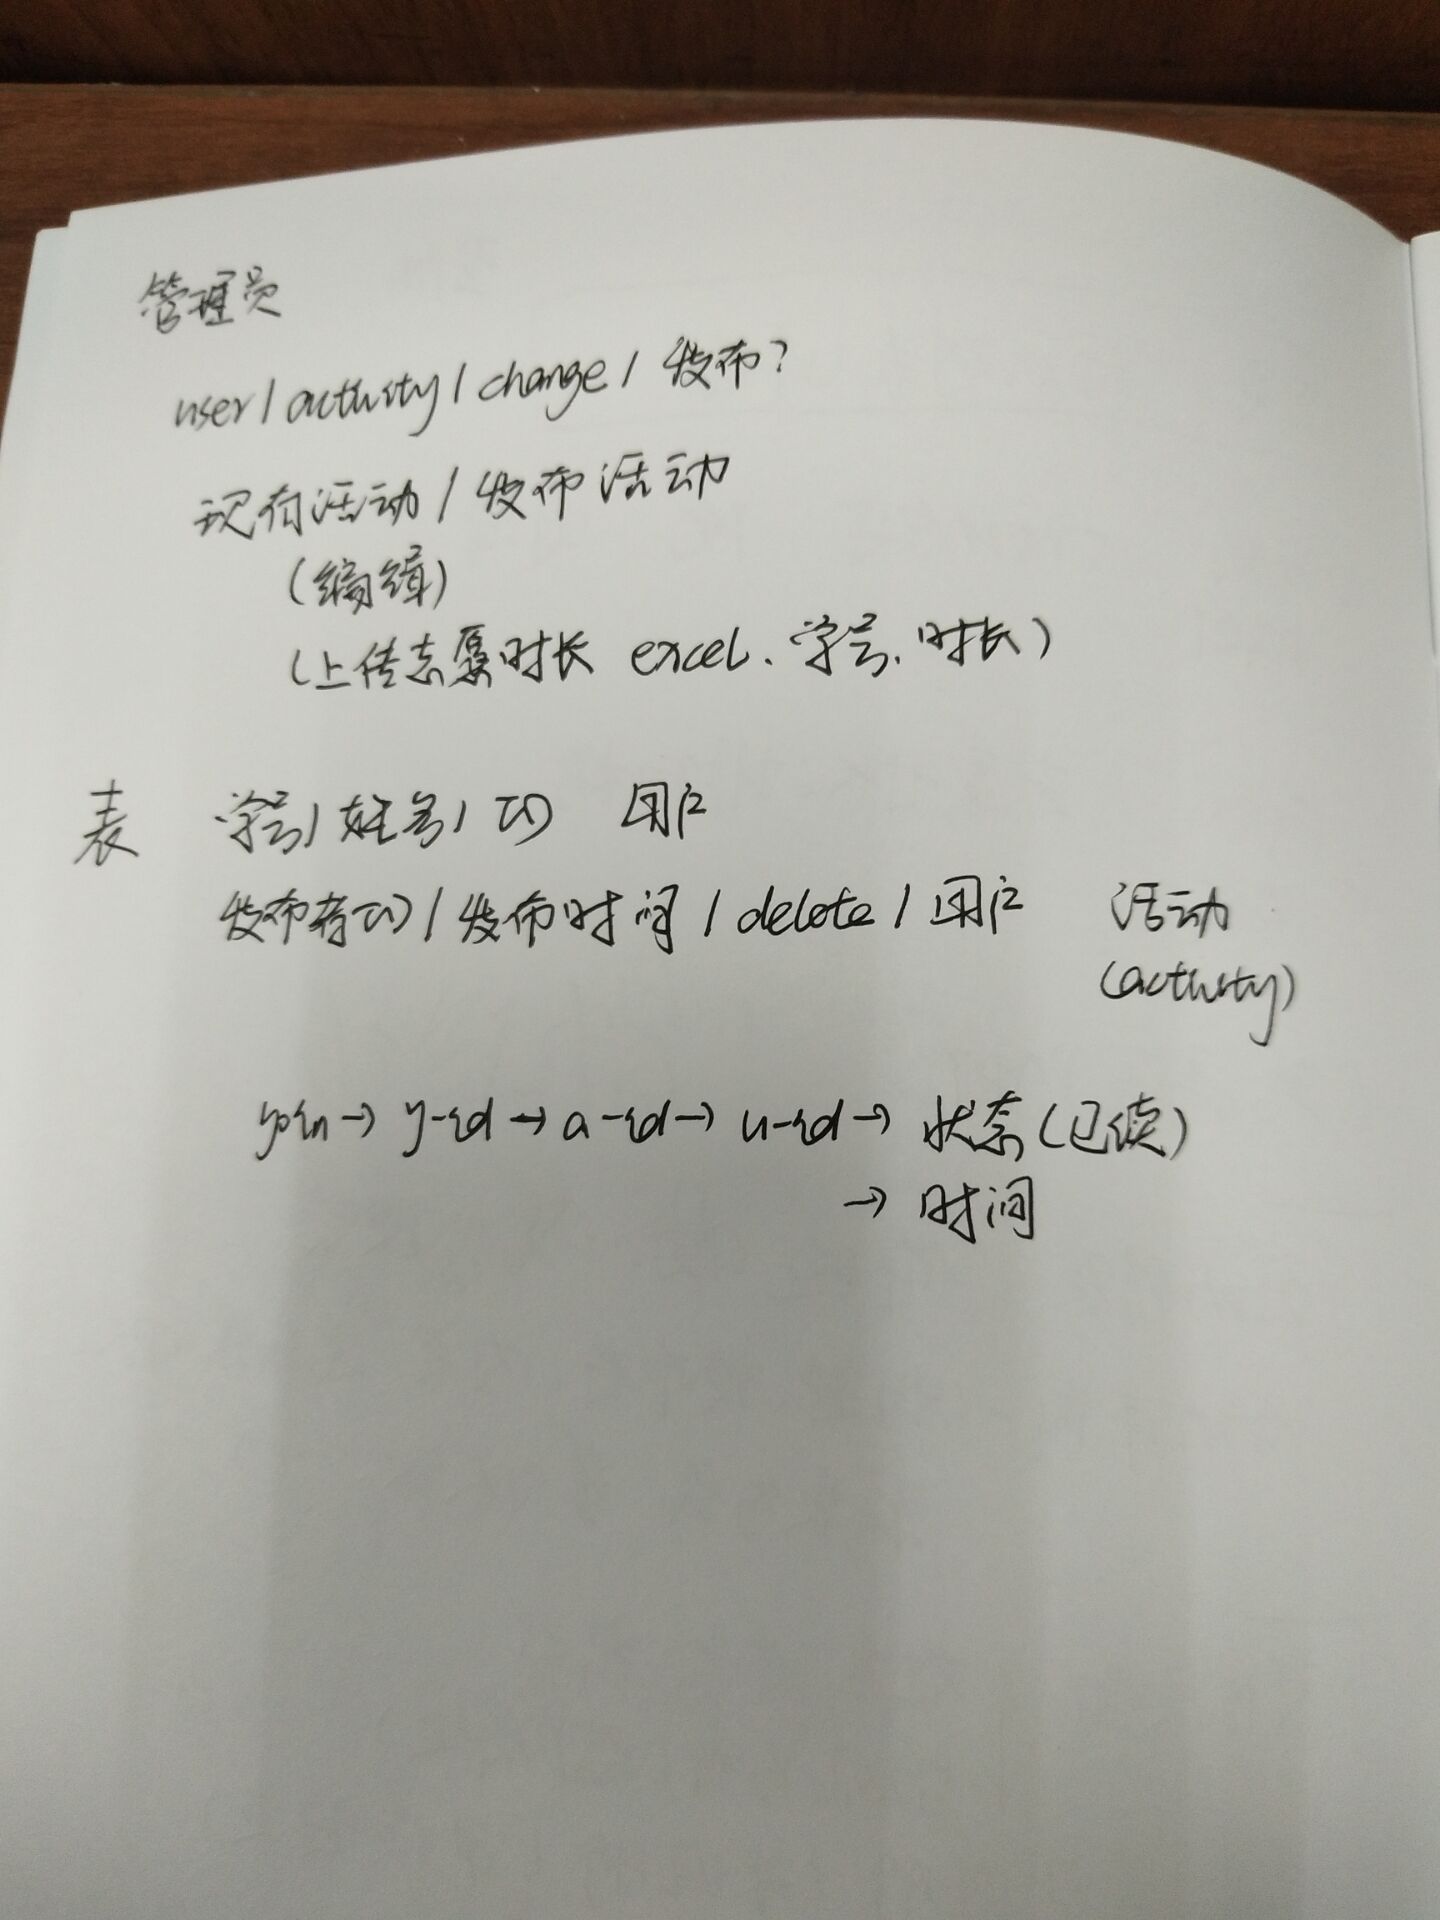 管理员
user/activity/change/发布?
现有活动/发布活动
(编辑)
(上传志愿时长 excel、学号、时长)
表 学号/姓名/ID 用户
发布者ID/发布时间/delete/用户 活动
(activity)
join→ y-id→a-id→u-id→状态(已读)
→时间